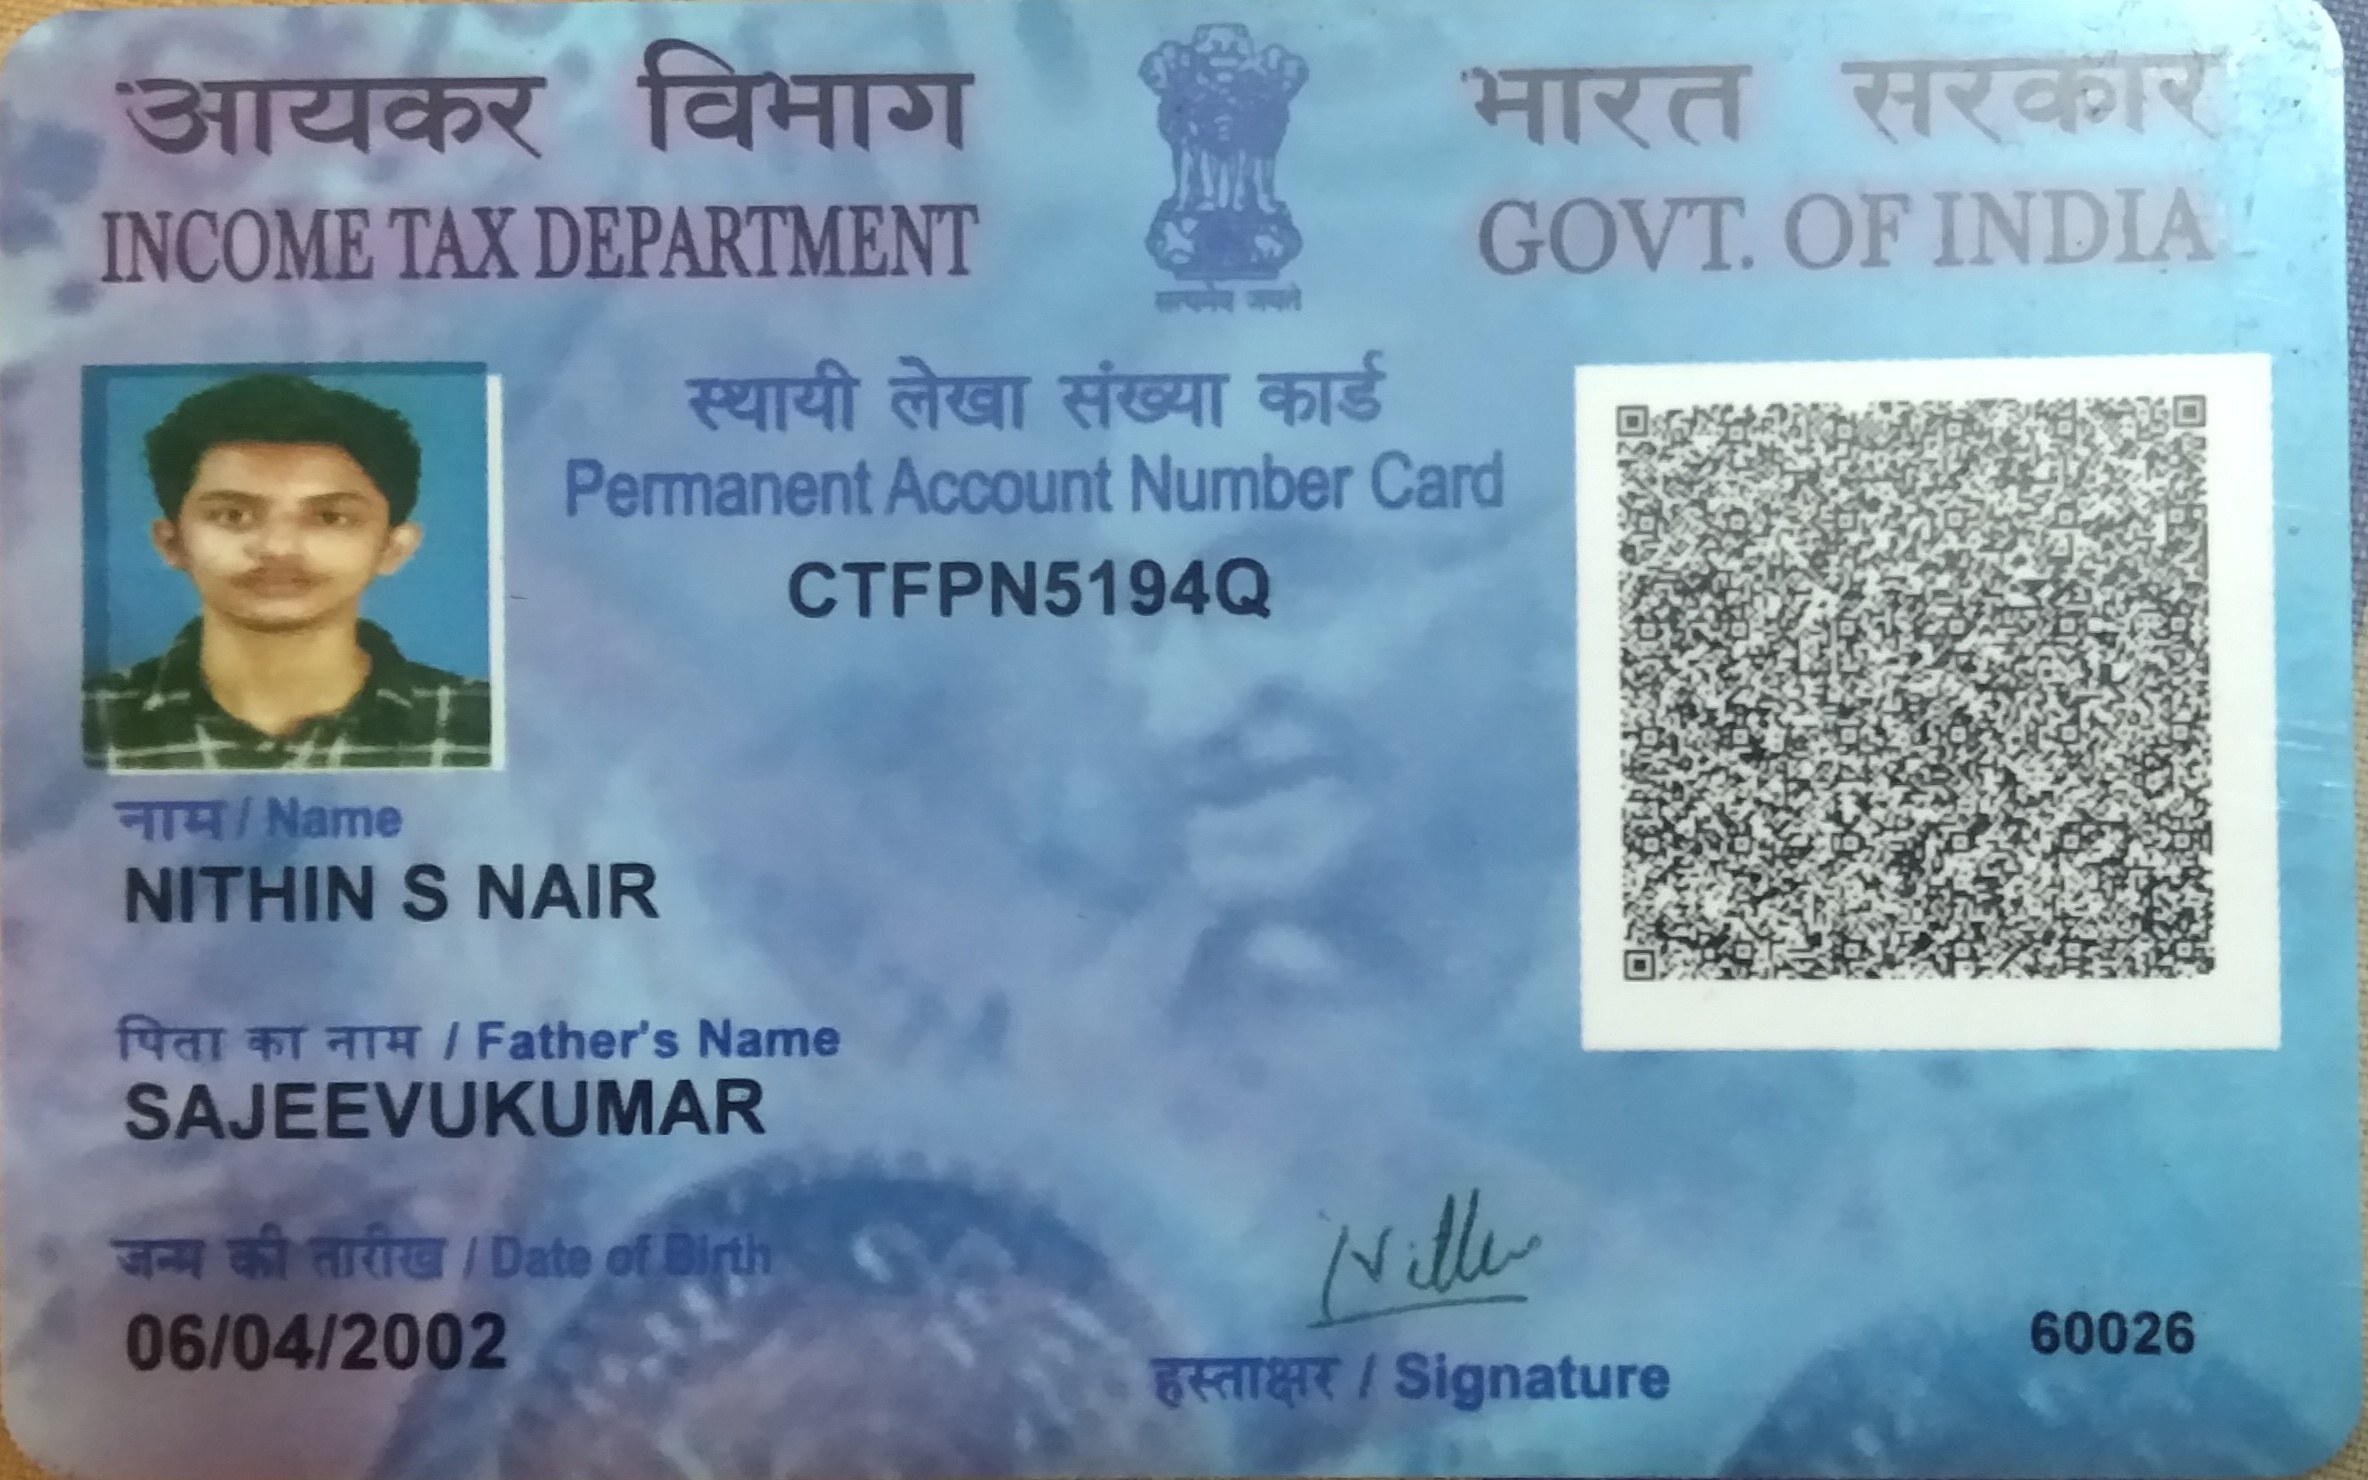 आयकर विभाग
INCOME TAX DEPARTMENT
सत्यमेव जयते
भारत सरकार
GOVT. OF INDIA
स्थायी लेखा संख्या कार्ड
Permanent Account Number Card
CTFPN5194Q
नाम / Name
NITHIN S NAIR
पिता का नाम / Father's Name
SAJEEVUKUMAR
जन्म की तारीख / Date of Birth
06/04/2002
Nithin
हस्ताक्षर / Signature
60026